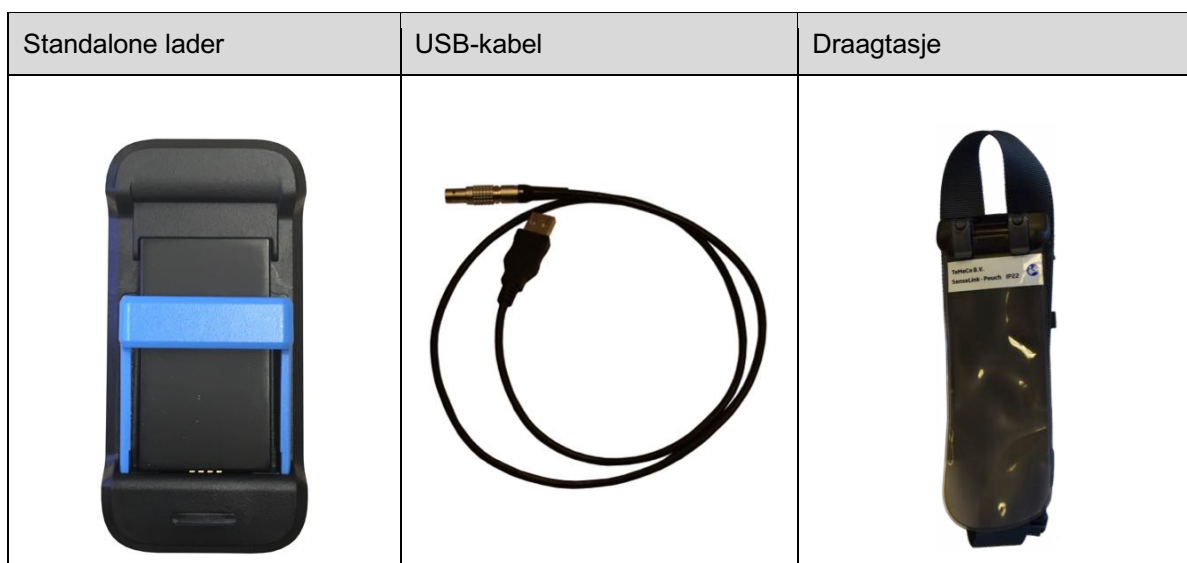 Standalone lader
USB-kabel
Draagtasje
TeMeCo B.V.
SenseLink - Pouch IP22